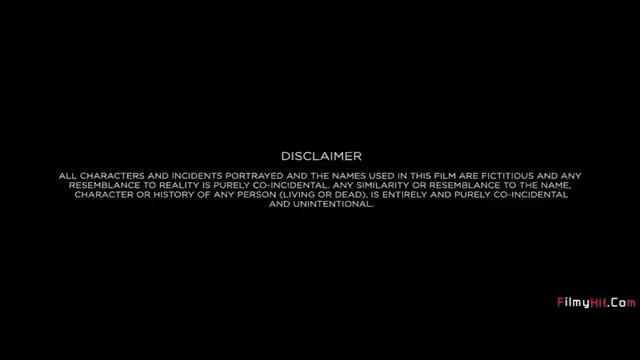 DISCLAIMER
ALL CHARACTERS AND INCIDENTS PORTRAYED AND THE NAMES USED IN THIS FILM ARE FICTITIOUS AND ANY
RESEMBLANCE TO REALITY IS PURELY CO-INCIDENTAL. ANY SIMILARITY OR RESEMBLANCE TO THE NAME,
CHARACTER OR HISTORY OF ANY PERSON (LIVING OR DEAD), IS ENTIRELY AND PURELY CO-INCIDENTAL
AND UNINTENTIONAL.
FilmyHit.Com